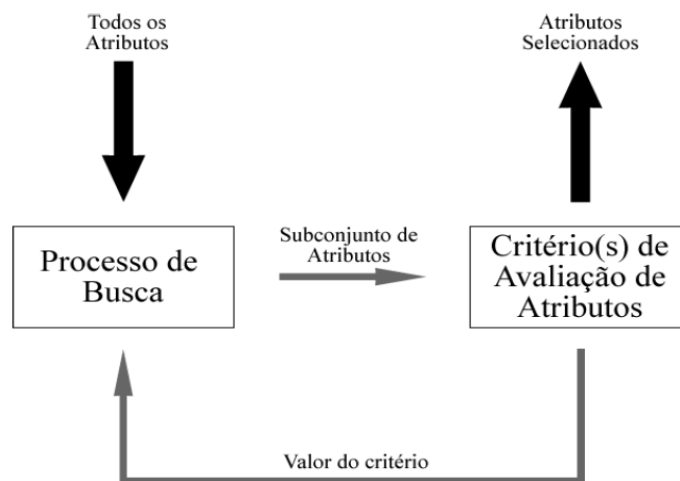 Todos os
Atributos
Atributos
Selecionados
Processo de
Busca
Subconjunto de
Atributos
Critério(s) de
Avaliação de
Atributos
Valor do critério